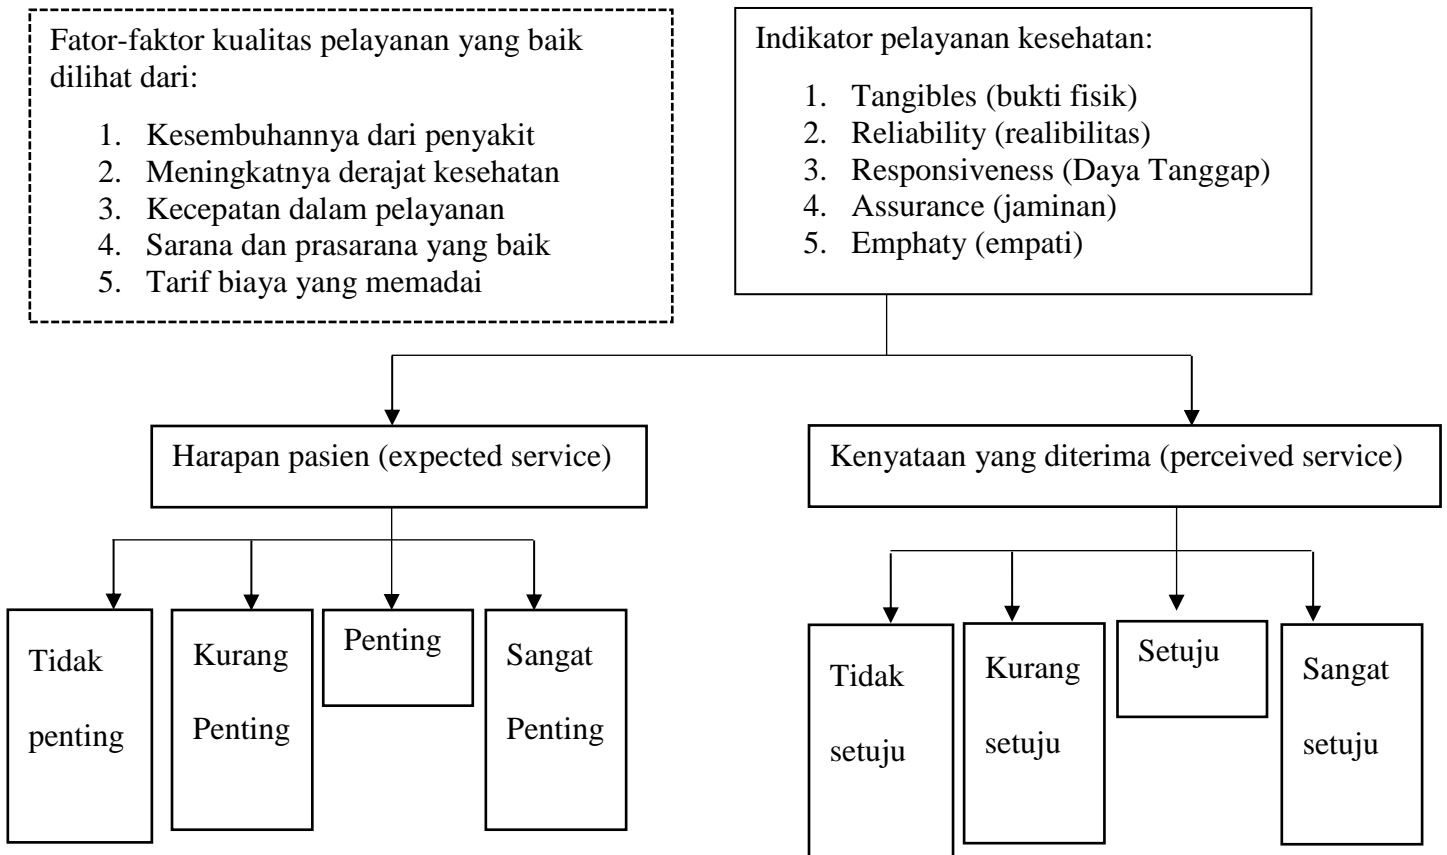 Fator-faktor kualitas pelayanan yang baik
dilihat dari:
1. Kesembuhannya dari penyakit
2. Meningkatnya derajat kesehatan
3. Kecepatan dalam pelayanan
4. Sarana dan prasarana yang baik
5. Tarif biaya yang memadai
Indikator pelayanan kesehatan:
1. Tangibles (bukti fisik)
2. Reliability (realibilitas)
3. Responsiveness (Daya Tanggap)
4. Assurance (jaminan)
5. Emphaty (empati)
Harapan pasien (expected service)
Kenyataan yang diterima (perceived service)
Tidak
penting
Kurang
Penting
Penting
Sangat
Penting
Tidak
setuju
Kurang
setuju
Setuju
Sangat
setuju